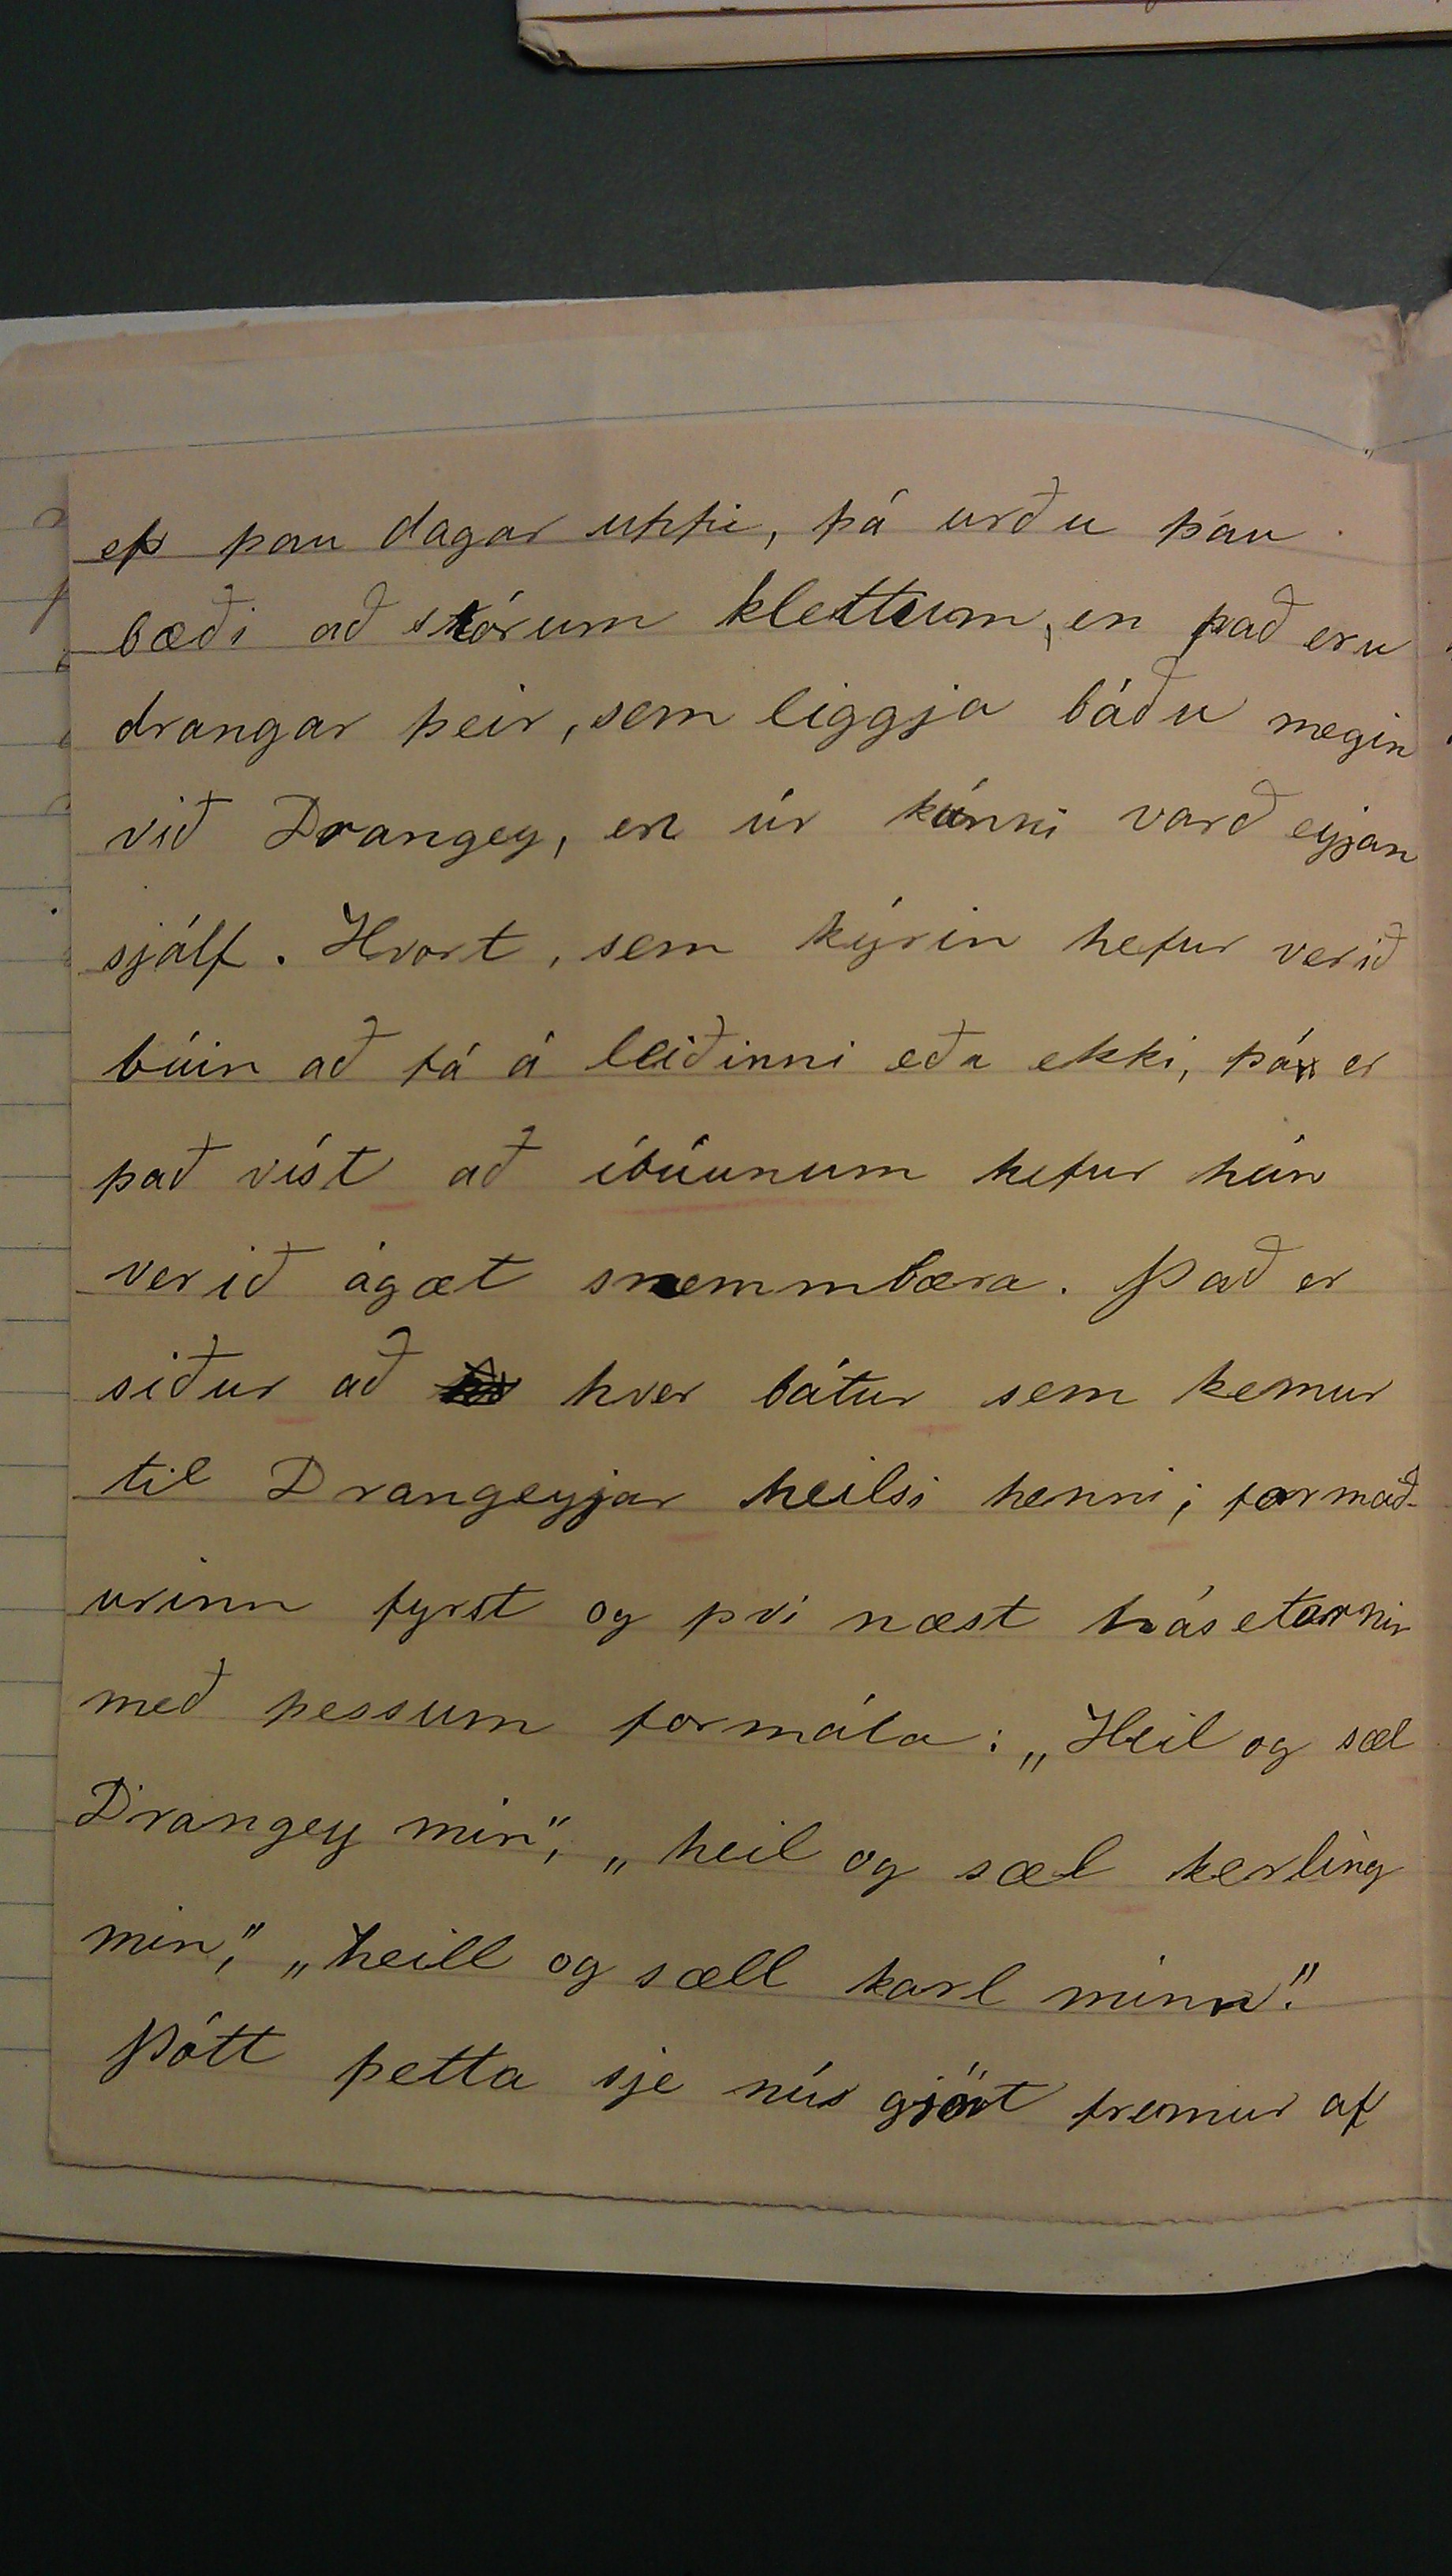 ef þau dagar uppi, þá urðu þau
bæði að stórum klettum, en það eru
drangar þeir, sem liggja báðu megin
við Drangey, en úr kúnni varð eyjan
sjálf. Hvort, sem kýrin hefur verið
búin að fá á leiðinni eða ekki, þá er
það víst að íbúunum hefur hún
verið ágæt snemmbæra. Það er
siður að hver bátur sem kemur
til Drangeyjar heilsi henni; formað-
urinn fyrst og því næst hásetarnir
með þessum formála: „Heil og sæl
Drangey mín", „heil og sæl kerling
mín", „heill og sæll karl minn".
Þótt þetta sje nú gjört fremur af